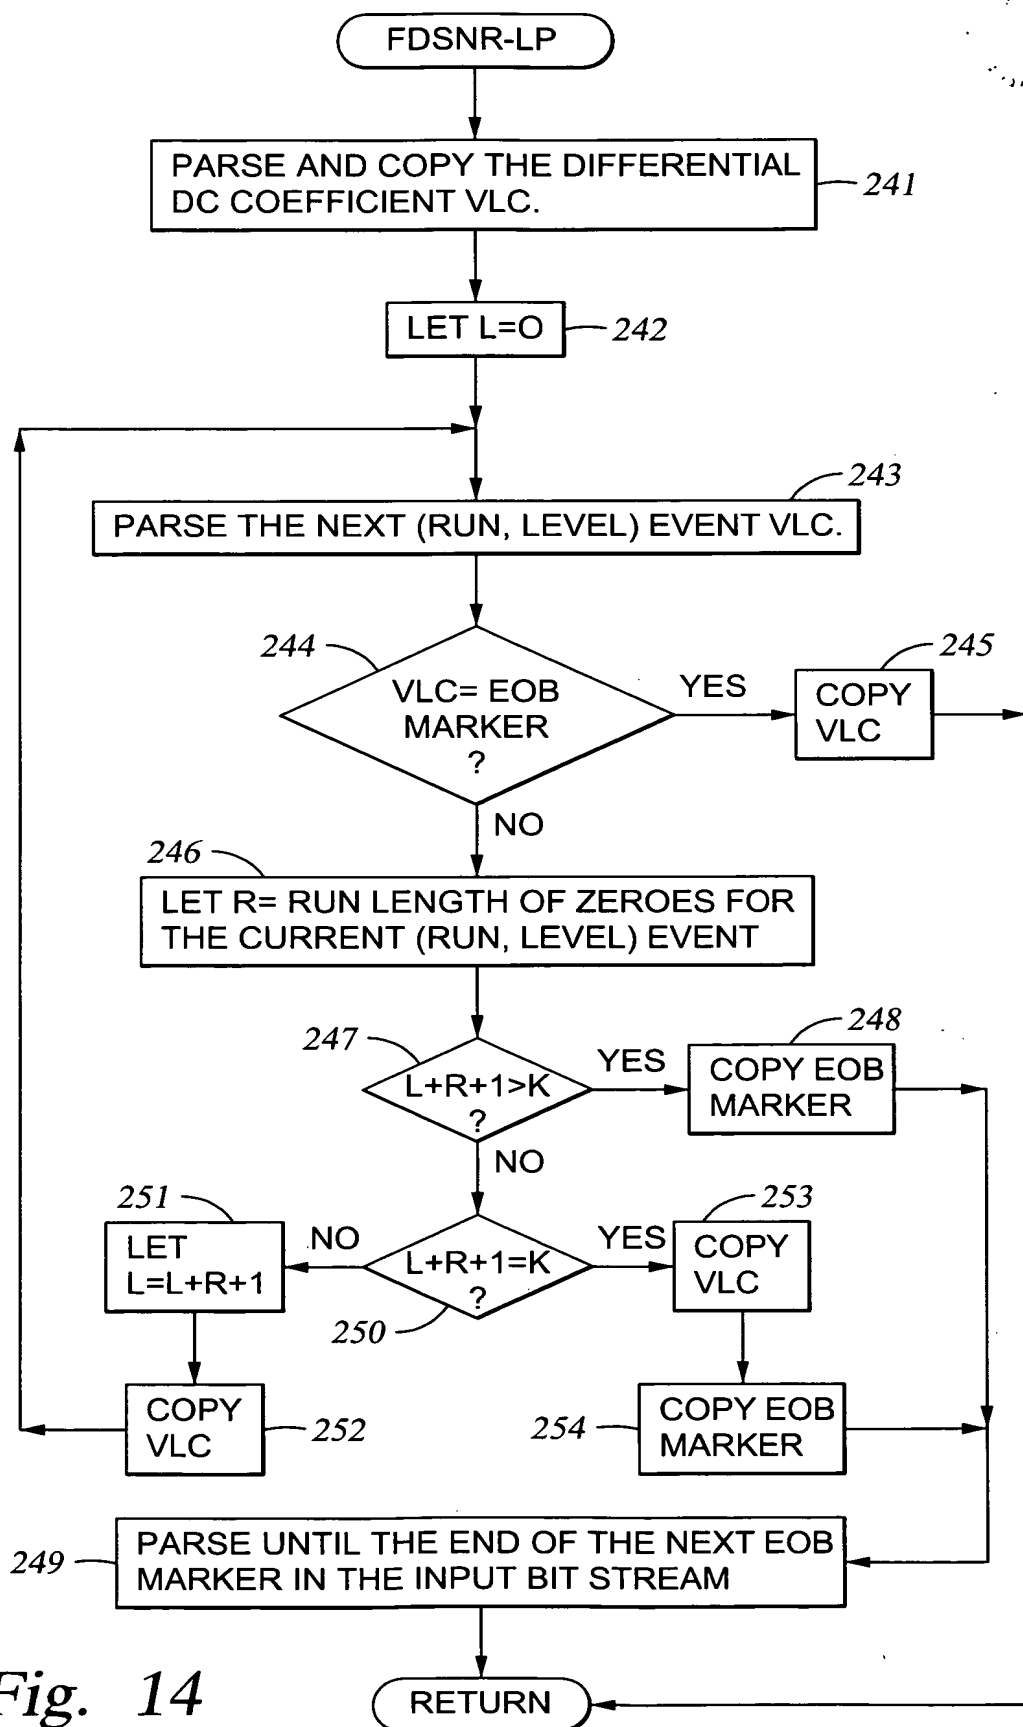 FDSNR-LP
PARSE AND COPY THE DIFFERENTIAL
DC COEFFICIENT VLC.
241
LET L=O
242
243
PARSE THE NEXT (RUN, LEVEL) EVENT VLC.
244
VLC= EOB
MARKER
?
YES
245
COPY
VLC
NO
246
LET R= RUN LENGTH OF ZEROES FOR
THE CURRENT (RUN, LEVEL) EVENT
247
L+R+1>K
?
YES
248
COPY EOB
MARKER
NO
251
LET
L=L+R+1
NO
L+R+1=K
?
250
YES
253
COPY
VLC
COPY
VLC
252
254
COPY EOB
MARKER
249
PARSE UNTIL THE END OF THE NEXT EOB
MARKER IN THE INPUT BIT STREAM
Fig. 14
RETURN